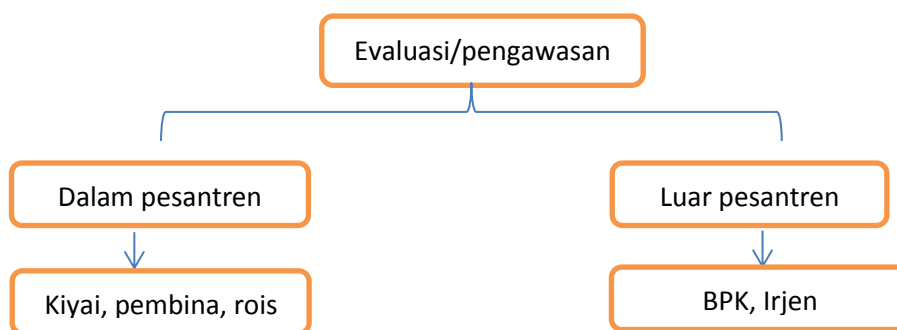 Evaluasi/pengawasan
Dalam pesantren
Luar pesantren
Kiyai, pembina, rois
BPK, Irjen